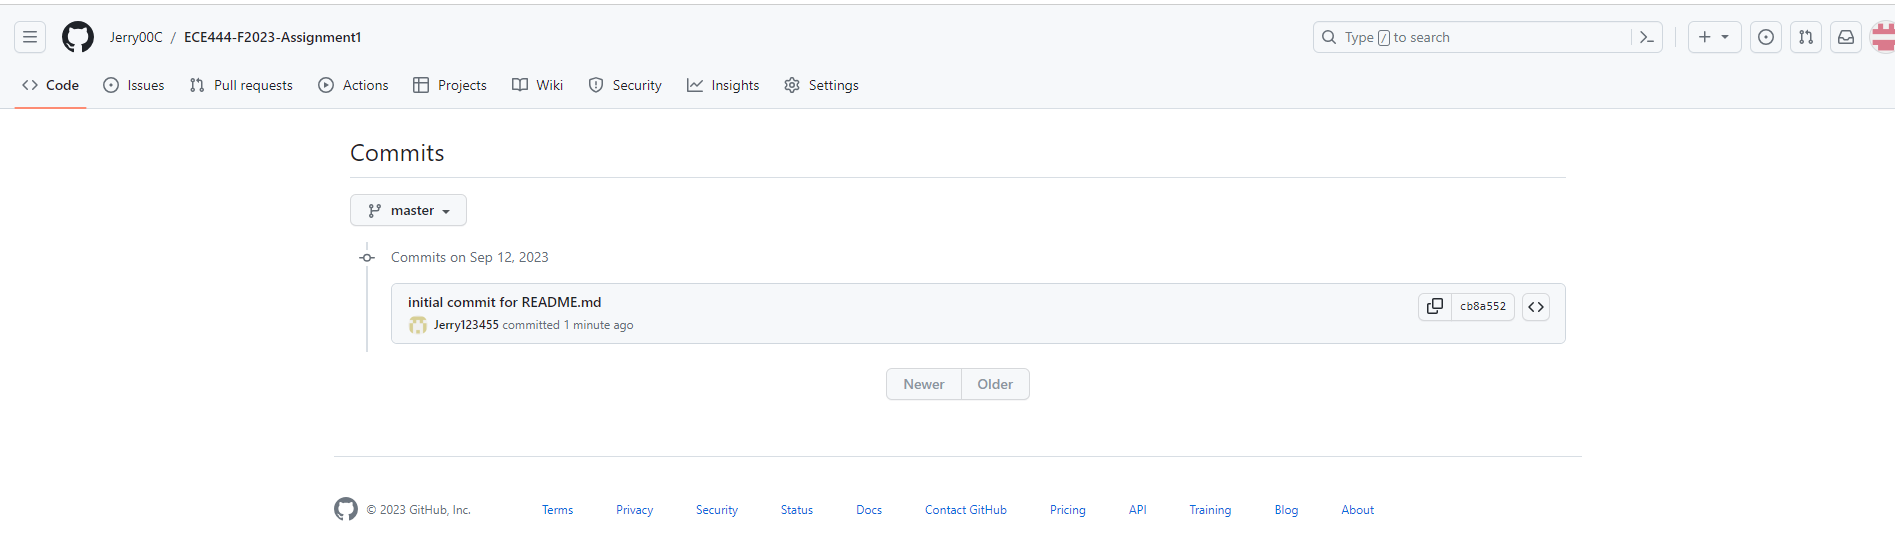 Jerry00C / ECE444-F2023-Assignment1
Type / to search
Code Issues Pull requests Actions Projects Wiki Security Insights Settings
Commits
master
Commits on Sep 12, 2023
initial commit for README.md
cb8a552
Jerry123455 committed 1 minute ago
Newer Older
© 2023 GitHub, Inc. Terms Privacy Security Status Docs Contact GitHub Pricing API Training Blog About